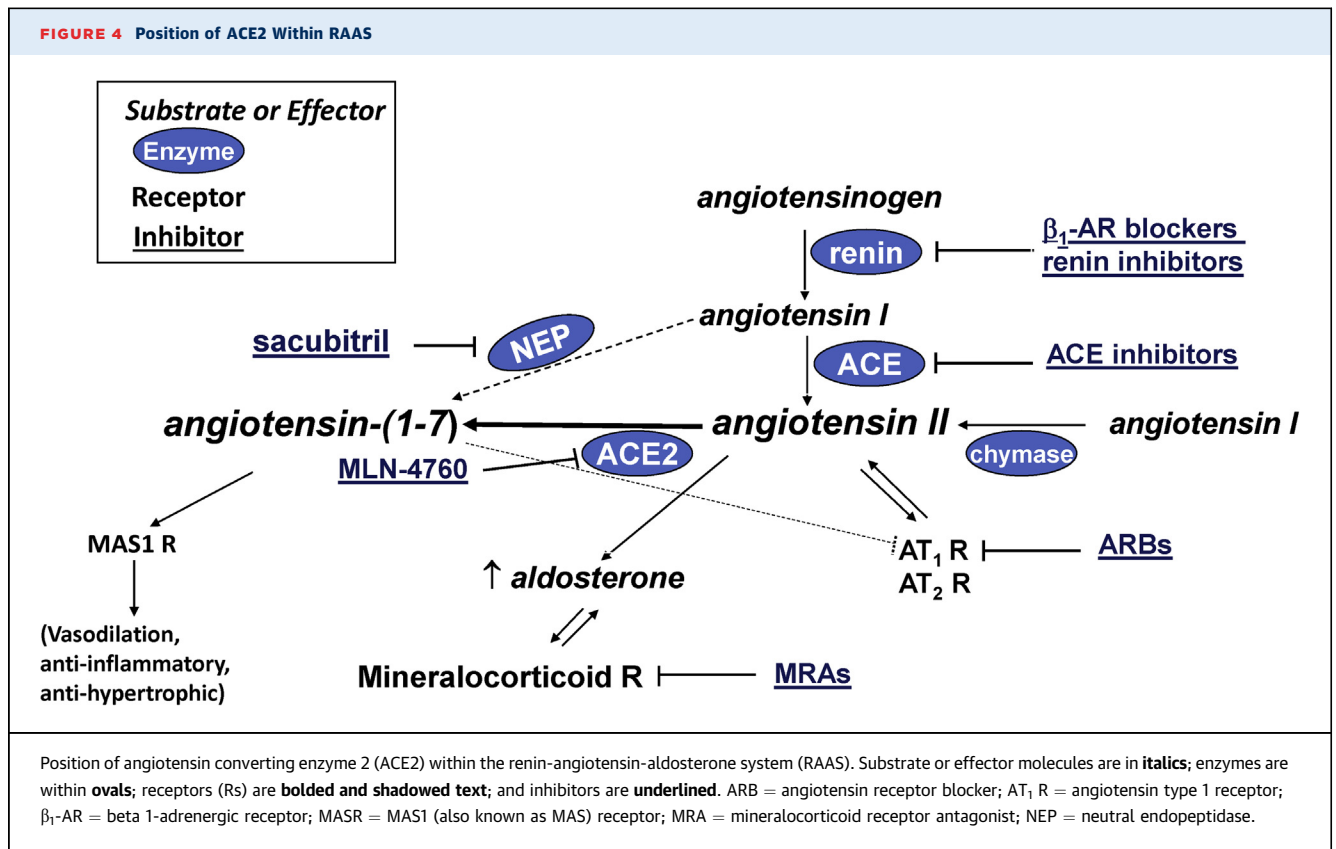 FIGURE 4 Position of ACE2 Within RAAS
Substrate or Effector
Enzyme
Receptor
Inhibitor
angiotensinogen
renin
β₁-AR blockers
renin inhibitors
angiotensin I
sacubitril
NEP
ACE
ACE inhibitors
angiotensin-(1-7)
angiotensin II
angiotensin I
MLN-4760
ACE2
chymase
MAS1 R
↑ aldosterone
AT₁ R
AT₂ R
ARBs
(Vasodilation,
anti-inflammatory,
anti-hypertrophic)
Mineralocorticoid R
MRAs
Position of angiotensin converting enzyme 2 (ACE2) within the renin-angiotensin-aldosterone system (RAAS). Substrate or effector molecules are in italics; enzymes are
within ovals; receptors (Rs) are bolded and shadowed text; and inhibitors are underlined. ARB = angiotensin receptor blocker; AT₁ R = angiotensin type 1 receptor;
β₁-AR = beta 1-adrenergic receptor; MASR = MAS1 (also known as MAS) receptor; MRA = mineralocorticoid receptor antagonist; NEP = neutral endopeptidase.